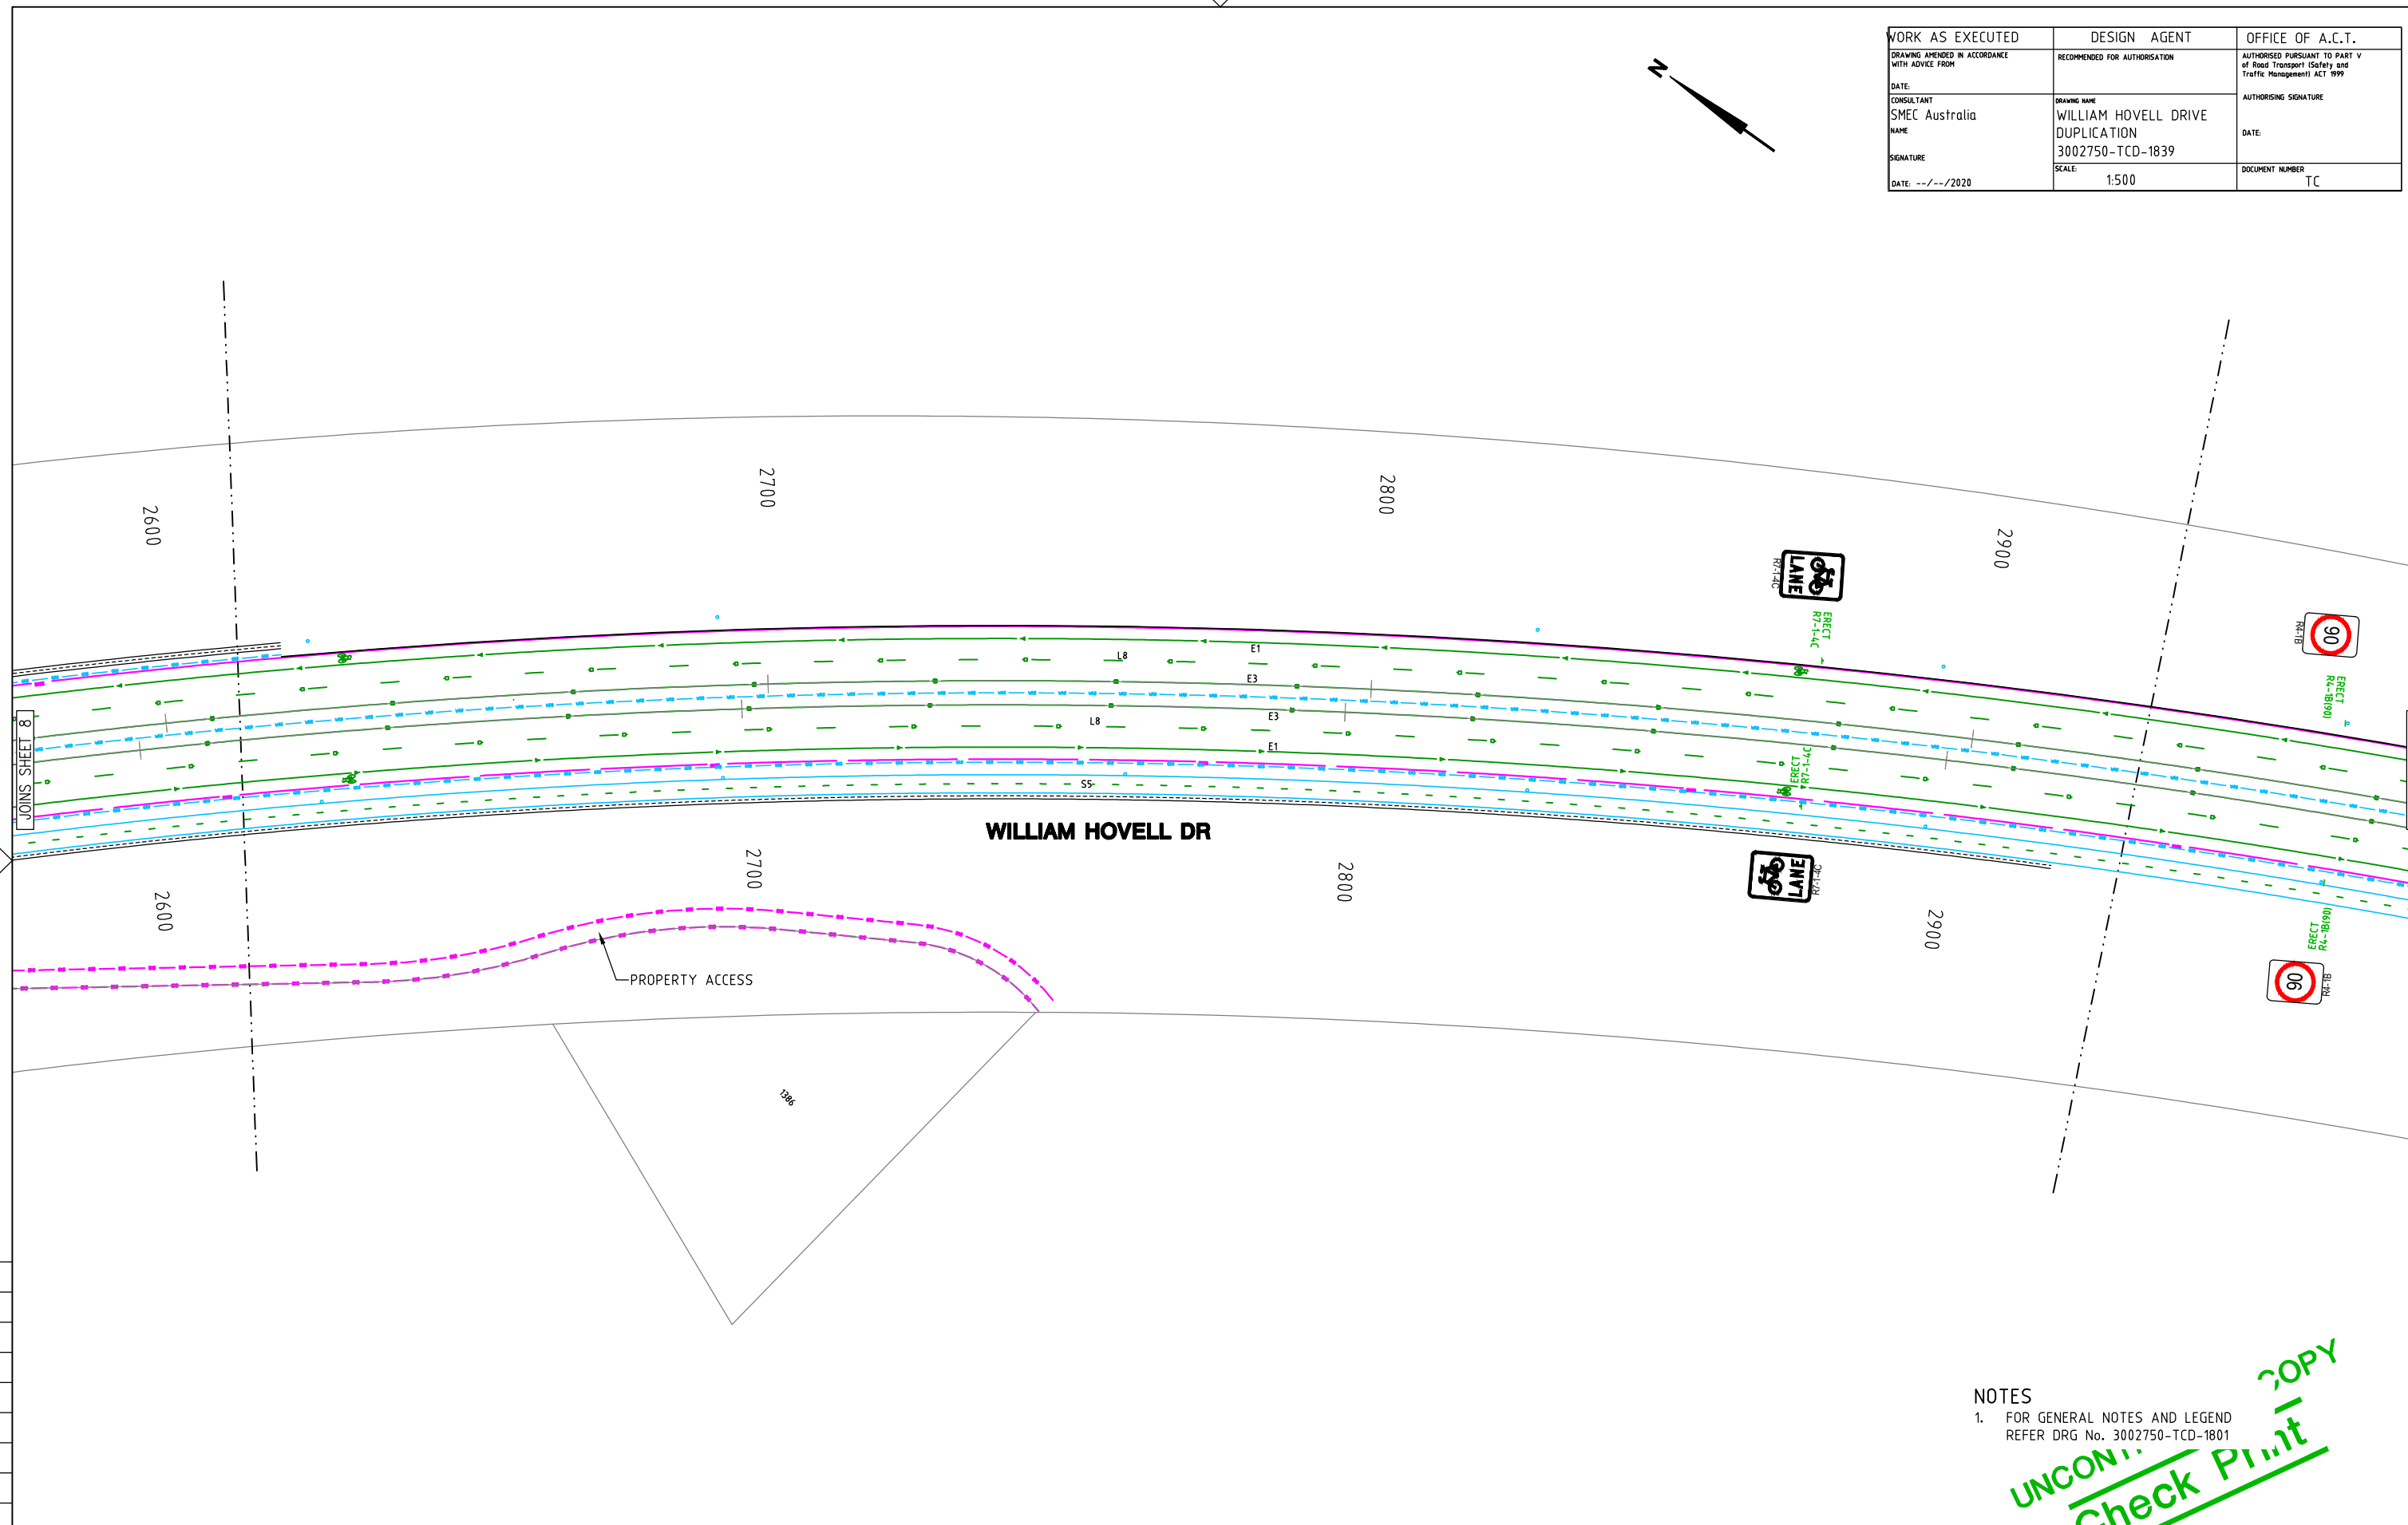 WORK AS EXECUTED
DRAWING AMENDED IN ACCORDANCE
WITH ADVICE FROM
DATE:
CONSULTANT
SMEC Australia
NAME
SIGNATURE
DATE: --/--/2020
DESIGN AGENT
RECOMMENDED FOR AUTHORISATION
DRAWING NAME
WILLIAM HOVELL DRIVE
DUPLICATION
3002750-TCD-1839
SCALE:
1:500
OFFICE OF A.C.T.
AUTHORISED PURSUANT TO PART V
of Road Transport (Safety and
Traffic Management) ACT 1999
AUTHORISING SIGNATURE
DATE:
DOCUMENT NUMBER
TC
N
2600
2700
2800
2900
LANE
R7-1-4C
ERECT
R7-1-4C
90
R4-1B
ERECT
R4-1B(90)
L8
E1
E3
L8
E3
E1
S5
JOINS SHEET 8
ERECT
R7-1-4C
WILLIAM HOVELL DR
LANE
R7-1-4C
2600
2700
2800
2900
ERECT
R4-1B(90)
90
R4-1B
PROPERTY ACCESS
1386
NOTES
1. FOR GENERAL NOTES AND LEGEND
REFER DRG No. 3002750-TCD-1801
COPY
Check Print